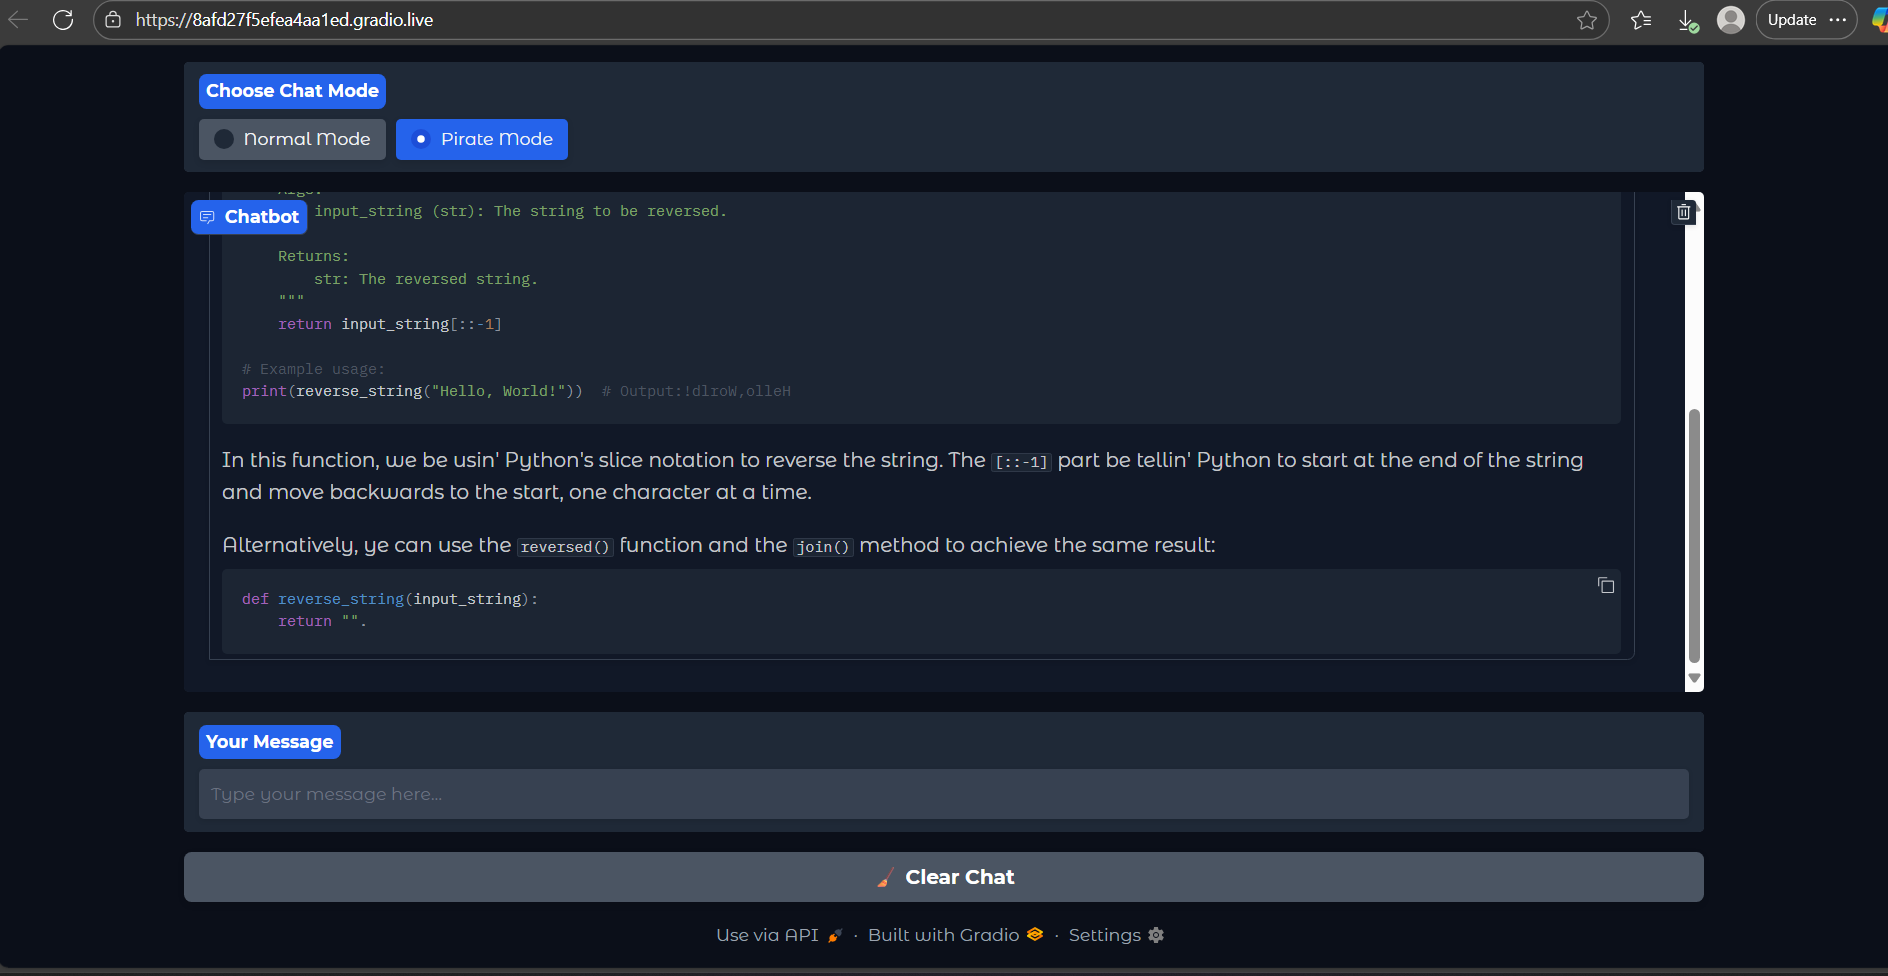 https://8afd27f5efea4aa1ed.gradio.live
Update
Choose Chat Mode
Normal Mode
Pirate Mode
Chatbot
input_string (str): The string to be reversed.
Returns:
str: The reversed string.
"""
return input_string[::-1]
# Example usage:
print(reverse_string("Hello, World!")) # Output:!dlroW,olleH
In this function, we be usin' Python's slice notation to reverse the string. The [::-1] part be tellin' Python to start at the end of the string
and move backwards to the start, one character at a time.
Alternatively, ye can use the reversed() function and the join() method to achieve the same result:
def reverse_string(input_string):
return "".
Your Message
Type your message here...
Clear Chat
Use via API · Built with Gradio · Settings